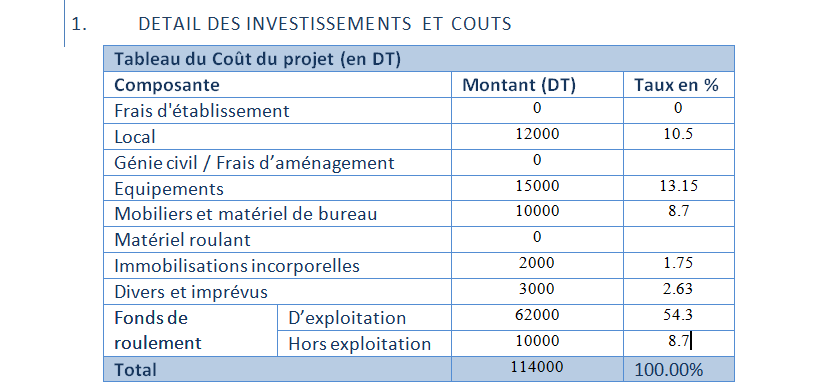 1. DETAIL DES INVESTISSEMENTS ET COUTS
Tableau du Coût du projet (en DT)
Composante Montant (DT) Taux en %
Frais d'établissement 0 0
Local 12000 10.5
Génie civil / Frais d’aménagement 0
Equipements 15000 13.15
Mobiliers et matériel de bureau 10000 8.7
Matériel roulant 0
Immobilisations incorporelles 2000 1.75
Divers et imprévus 3000 2.63
Fonds de D’exploitation 62000 54.3
roulement Hors exploitation 10000 8.7
Total 114000 100.00%